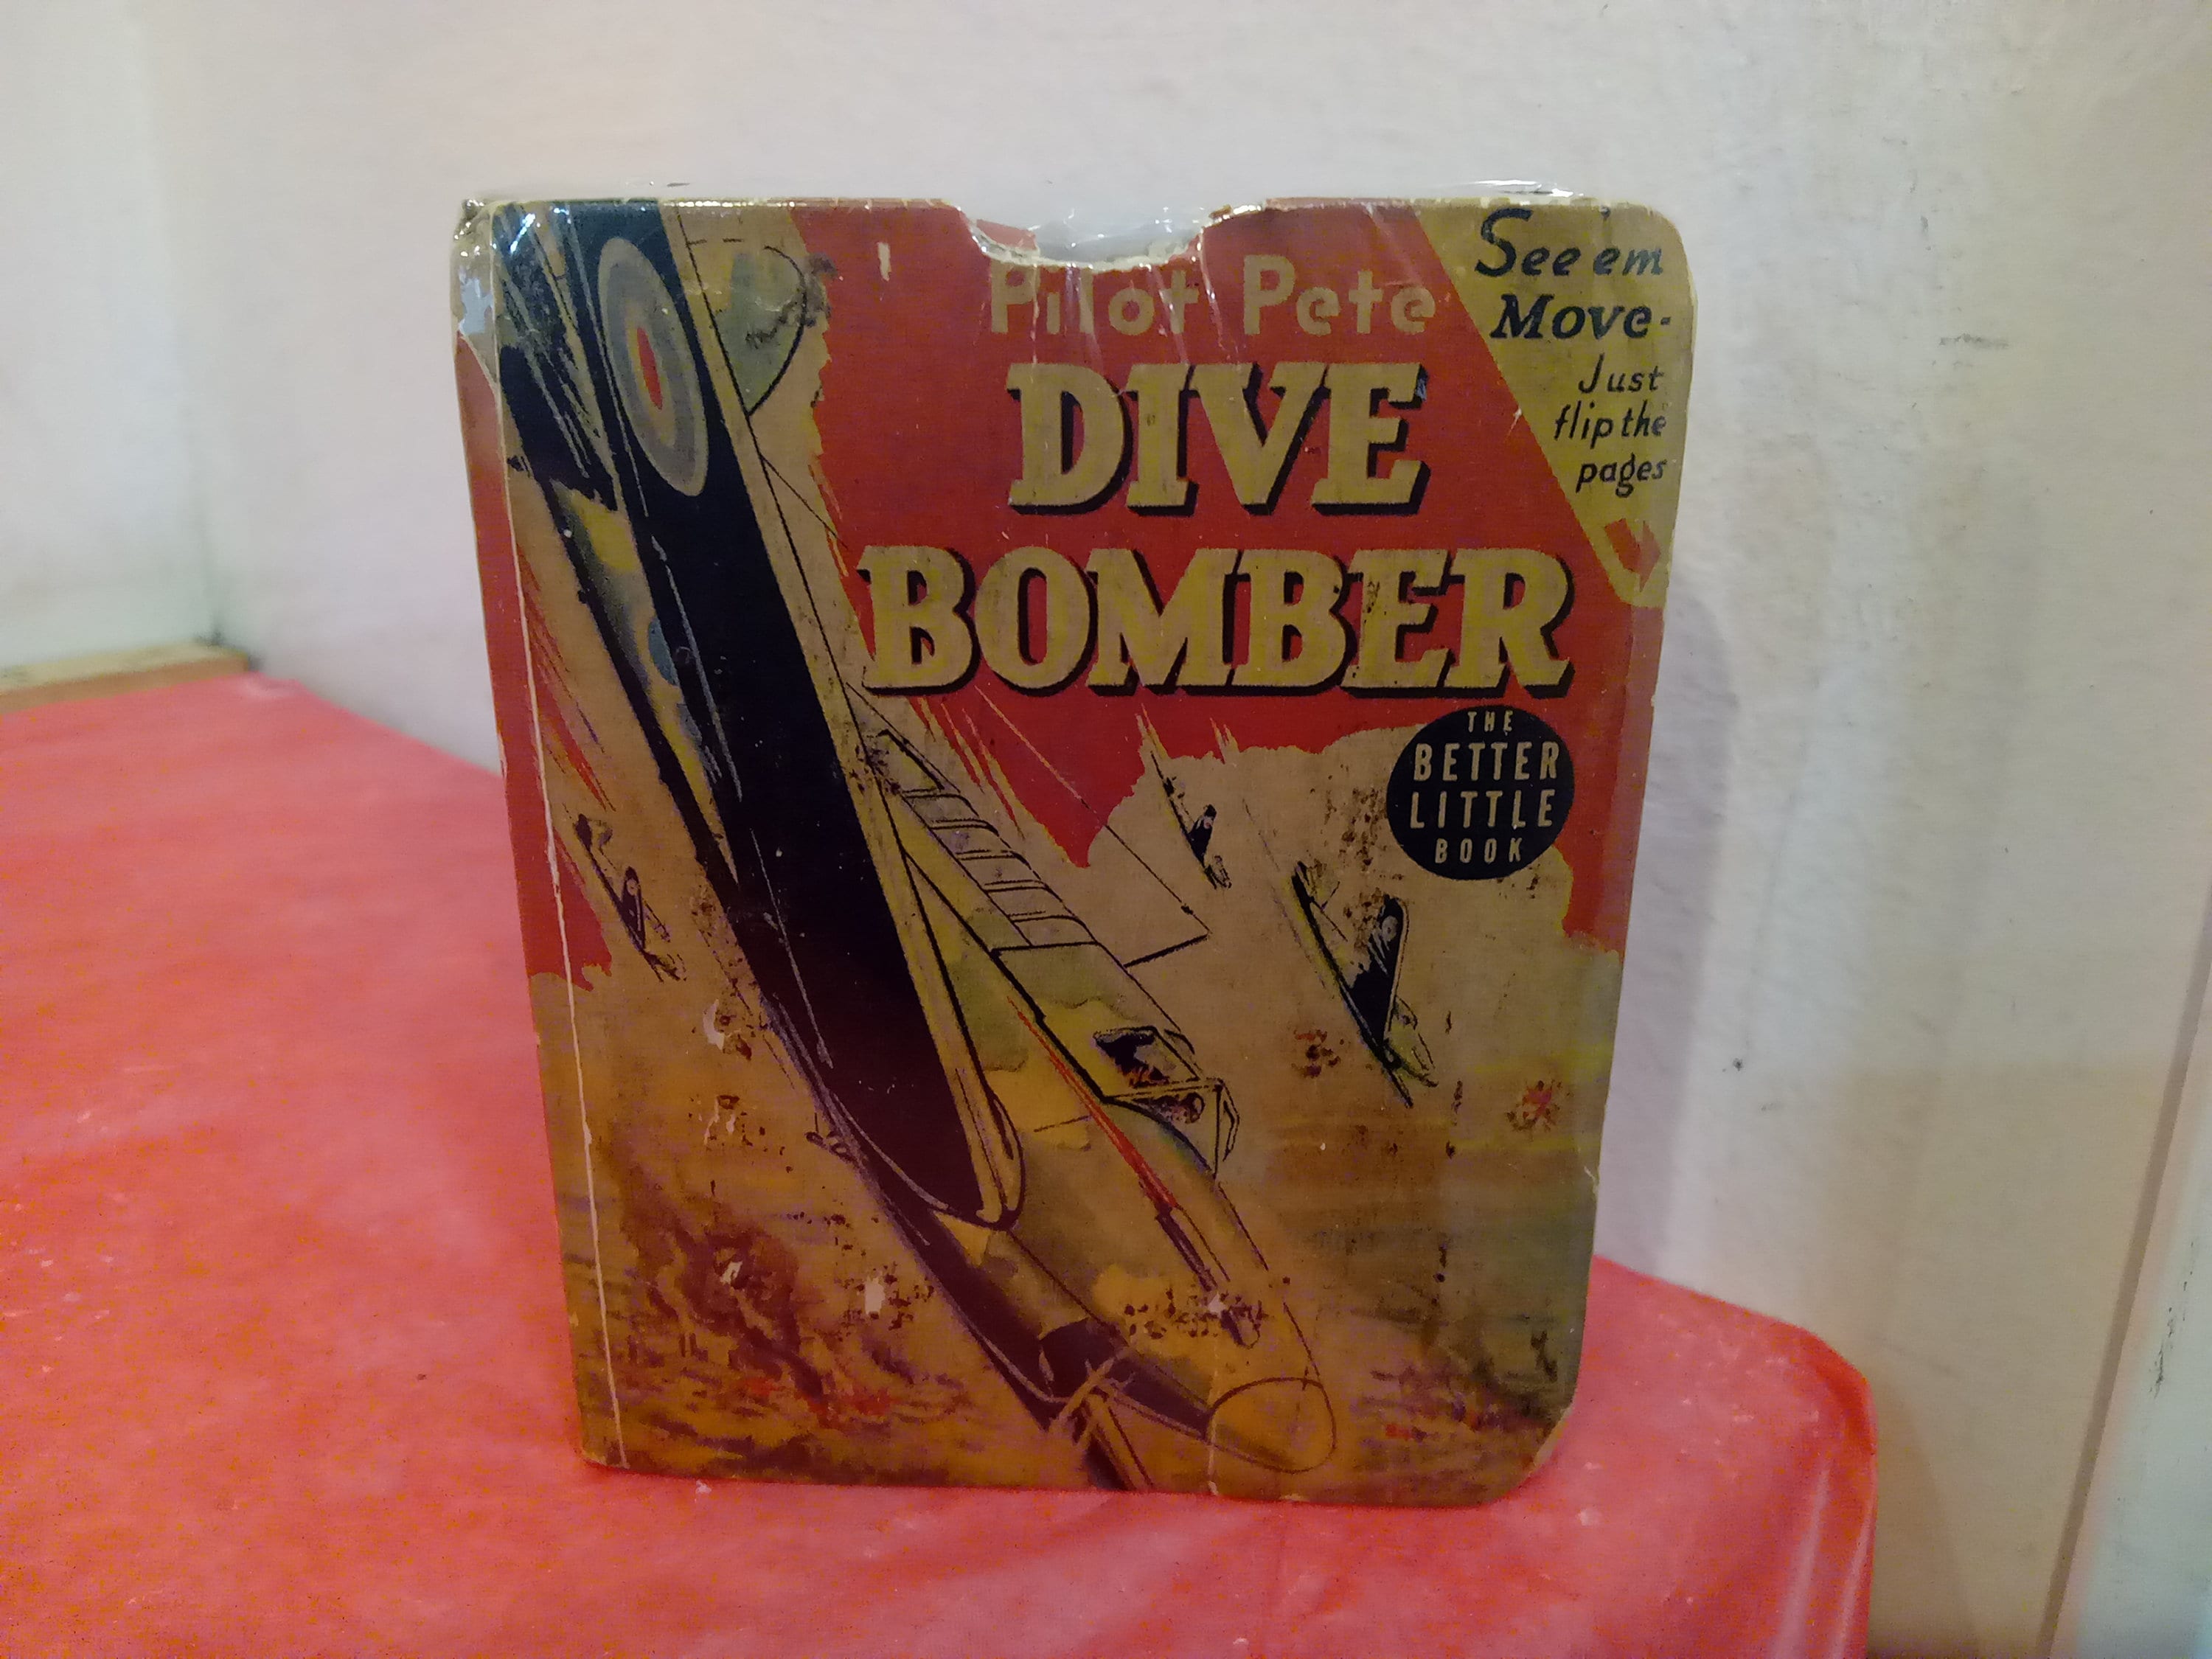 Pilot Pete
DIVE
BOMBER
See 'em
Move-
Just
flip the
pages
THE
BETTER
LITTLE
BOOK